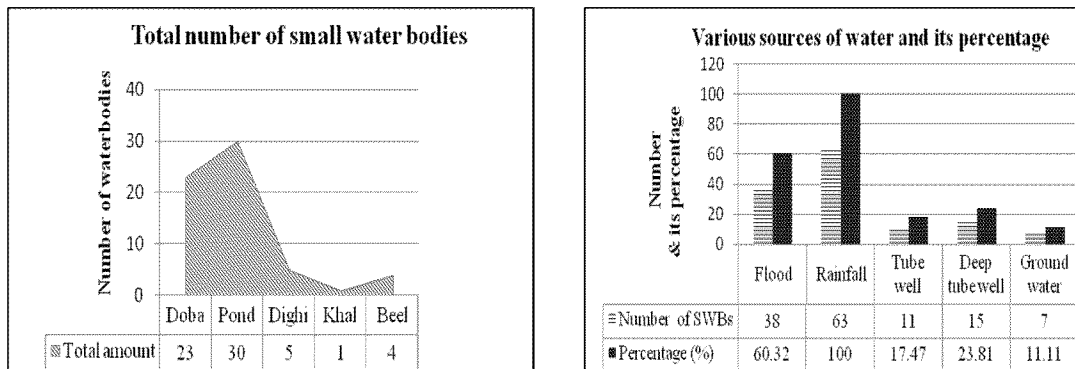 Total number of small water bodies
Number of waterbodies
40
30
20
10
0
Doba Pond Dighi Khal Beel
Total amount 23 30 5 1 4
Various sources of water and its percentage
Number
& its percentage
120
100
80
60
40
20
0
Flood Rainfall Tube well Deep tube well Ground water
Number of SWBs 38 63 11 15 7
Percentage (%) 60.32 100 17.47 23.81 11.11